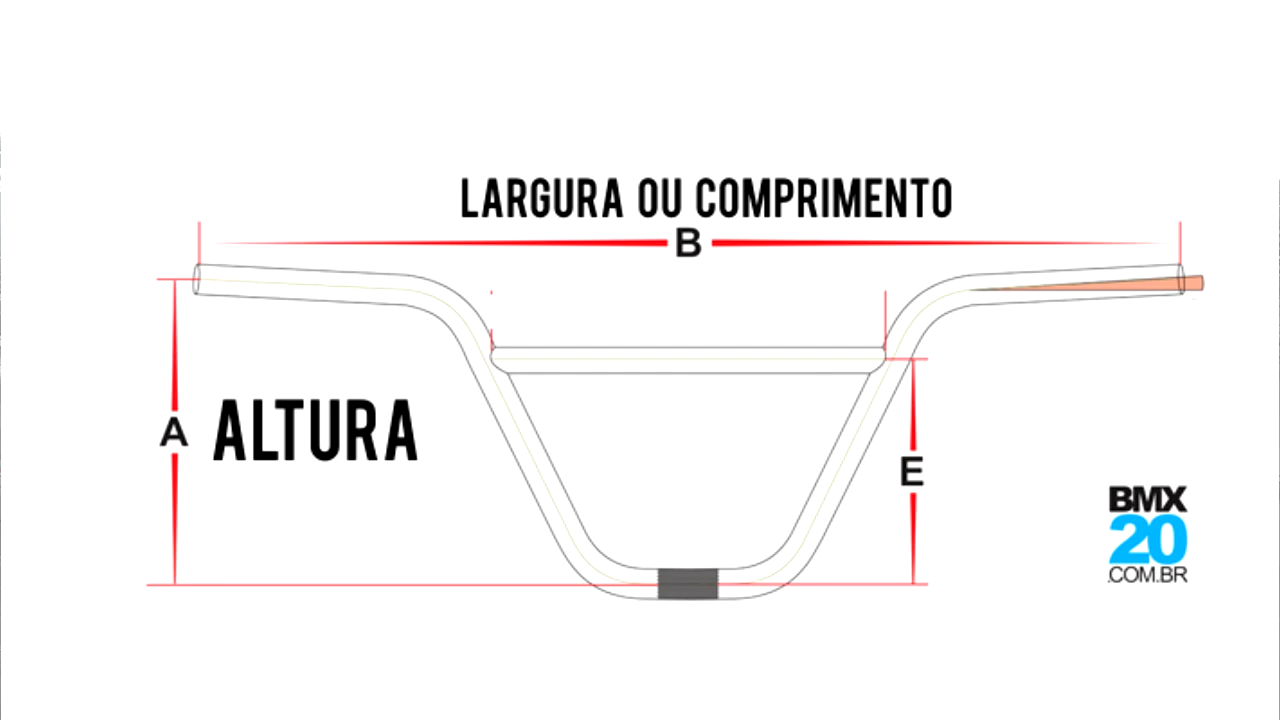 LARGURA OU COMPRIMENTO
B
A ALTURA
E
BMX
20
.COM.BR